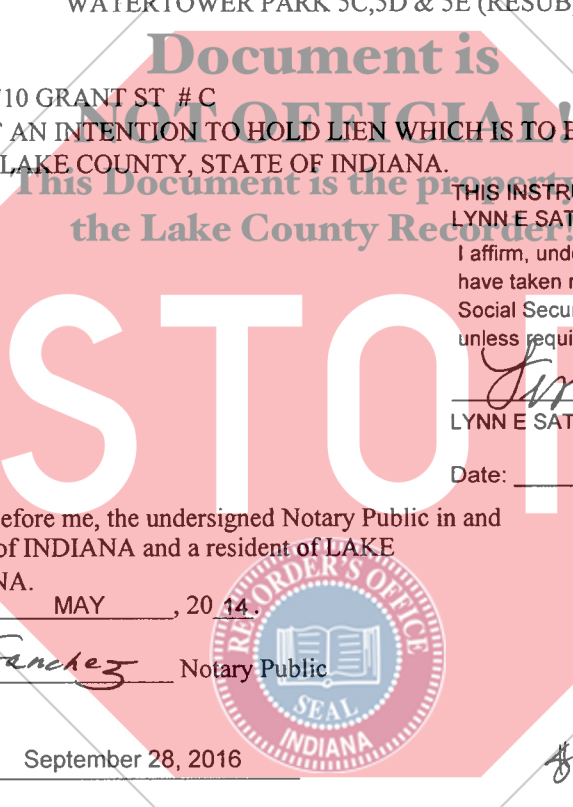 WATERTOWER PARK 5C,5D & 5E (RESUB
Document is
710 GRANT ST # C
NOT OFFICIAL!
AN INTENTION TO HOLD LIEN WHICH IS TO
LAKE COUNTY, STATE OF INDIANA.
This Document is the property
the Lake County Recorder!
THIS INSTRU
LYNN E SAT
I affirm, unde
have taken
Social Secur
unless requi
STO
LYNN E SAT
Date:
efore me, the undersigned Notary Public in and
of INDIANA and a resident of LAKE
NA.
MAY , 20 14.
anchez Notary Public
RECORDER'S OFFICE
SEAL
INDIANA
September 28, 2016